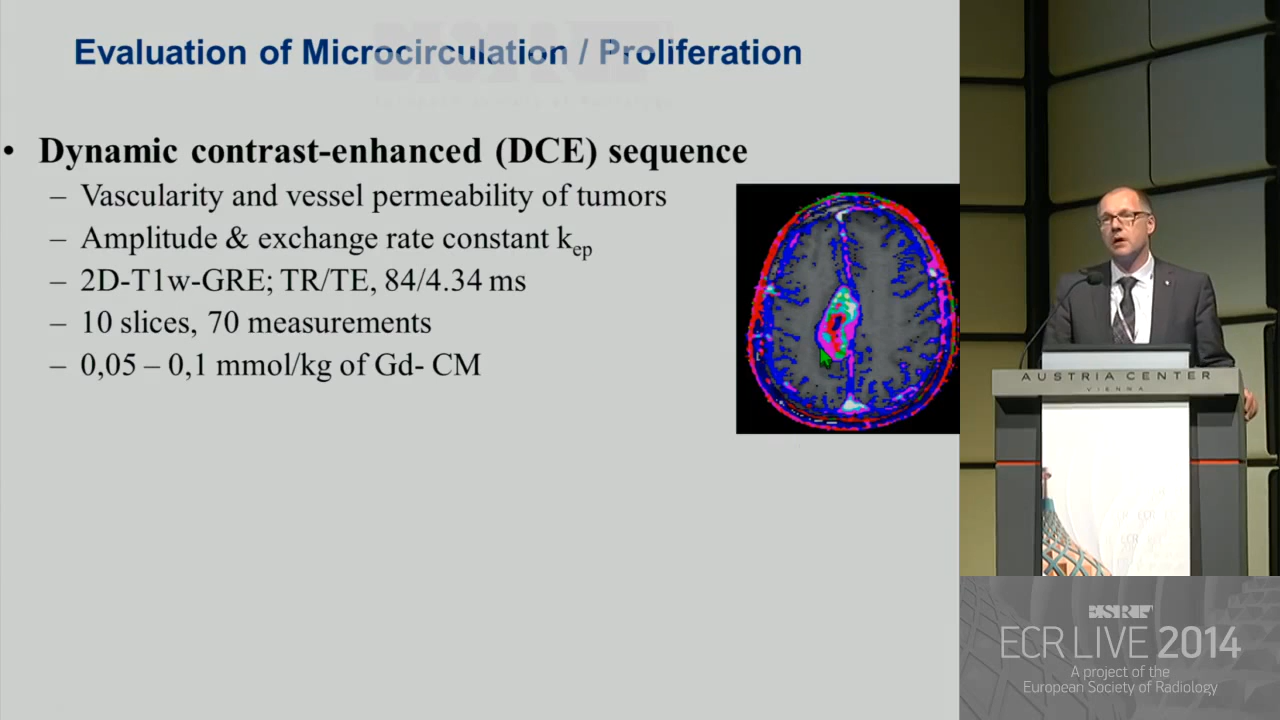 Evaluation of Microcirculation / Proliferation
• Dynamic contrast-enhanced (DCE) sequence
– Vascularity and vessel permeability of tumors
– Amplitude & exchange rate constant kep
– 2D-T1w-GRE; TR/TE, 84/4.34 ms
– 10 slices, 70 measurements
– 0,05 – 0,1 mmol/kg of Gd- CM
AUSTRIA CENTER
VIENNA
ECR LIVE 2014
A project of the
European Society of Radiology